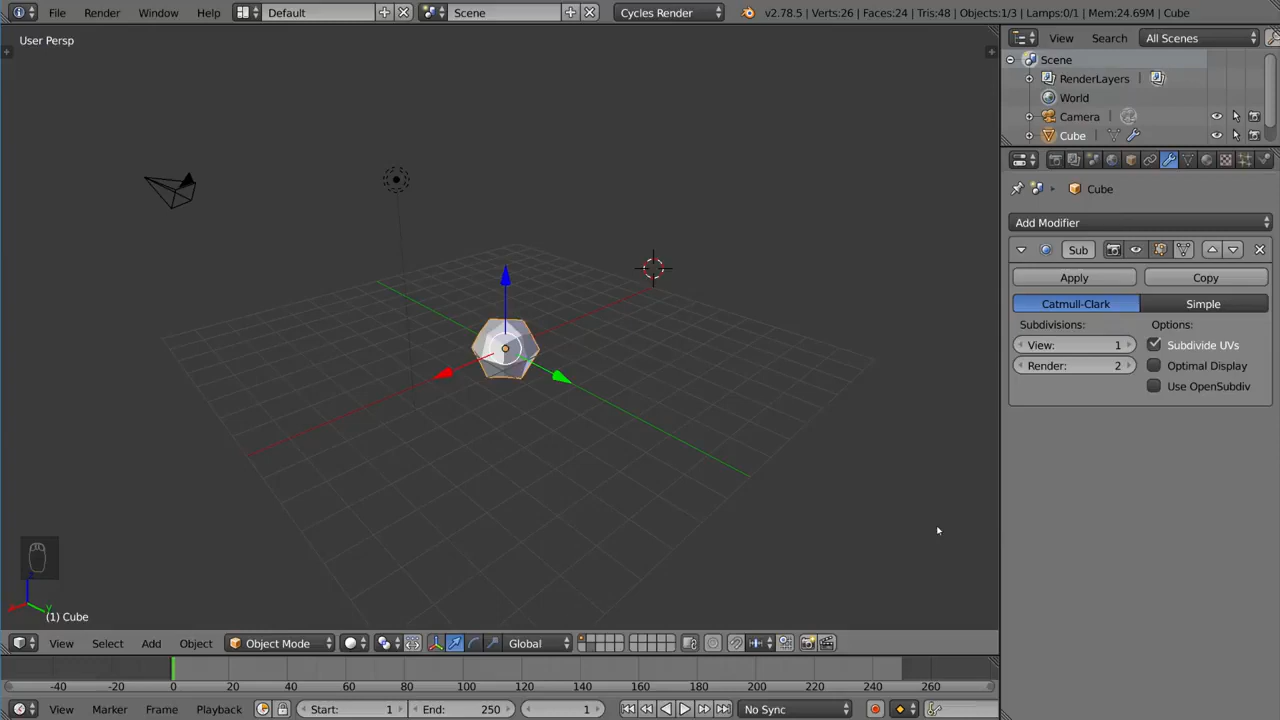 File Render Window Help Default Scene Cycles Render v2.78.5 | Verts:26 | Faces:24 | Tris:48 | Objects:1/3 | Lamps:0/1 | Mem:24.69M | Cube
User Persp
View Search All Scenes
Scene
RenderLayers
World
Camera
Cube
Cube
Add Modifier
Sub
Apply Copy
Catmull-Clark Simple
Subdivisions: Options:
View: 1 Subdivide UVs
Render: 2 Optimal Display
Use OpenSubdiv
z
y
(1) Cube
View Select Add Object Object Mode Global
-40 -20 0 20 40 60 80 100 120 140 160 180 200 220 240 260
View Marker Frame Playback Start: 1 End: 250 1 No Sync